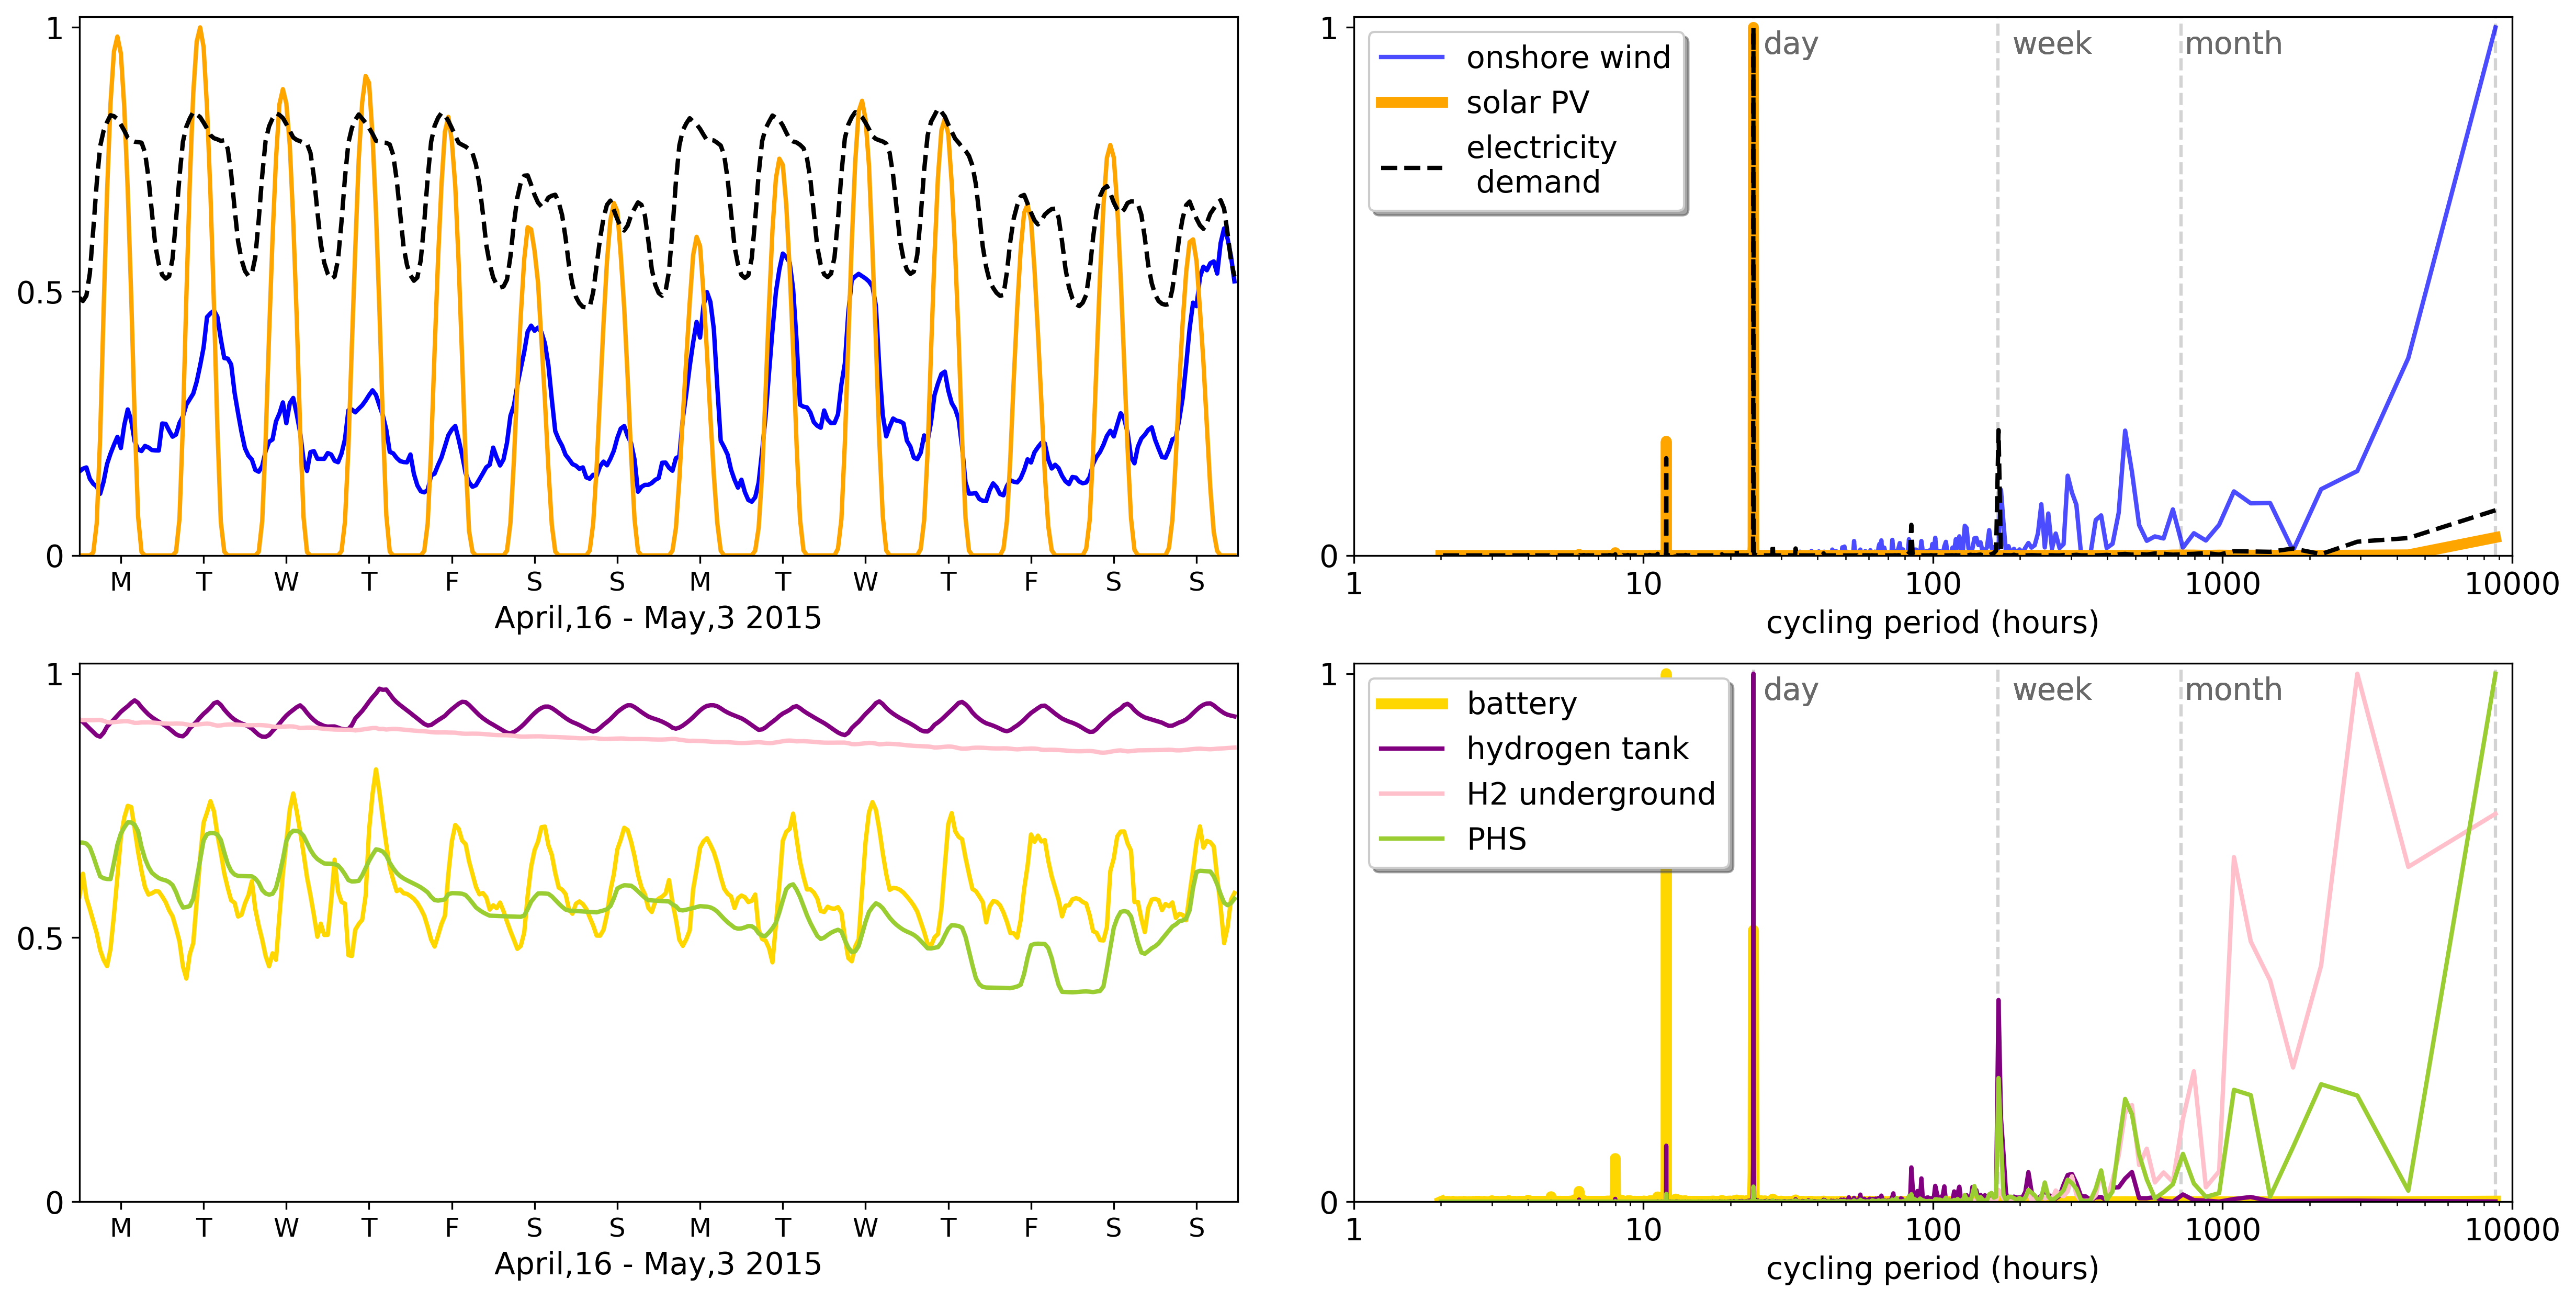 1
0.5
0
M T W T F S S M T W T F S S
April,16 - May,3 2015
1
0
onshore wind
solar PV
electricity
demand
day week month
1 10 100 1000 10000
cycling period (hours)
1
0.5
0
M T W T F S S M T W T F S S
April,16 - May,3 2015
1
0
battery
hydrogen tank
H2 underground
PHS
day week month
1 10 100 1000 10000
cycling period (hours)